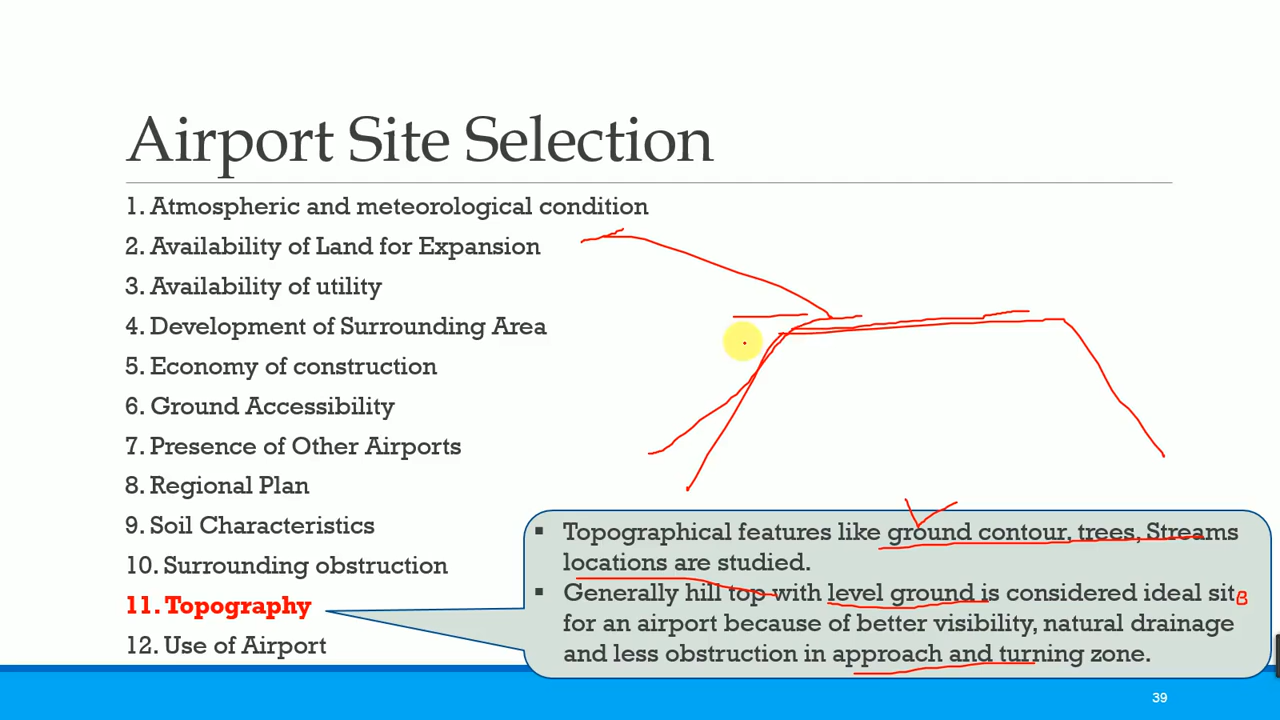 Airport Site Selection
1. Atmospheric and meteorological condition
2. Availability of Land for Expansion
3. Availability of utility
4. Development of Surrounding Area
5. Economy of construction
6. Ground Accessibility
7. Presence of Other Airports
8. Regional Plan
9. Soil Characteristics
10. Surrounding obstruction
11. Topography
12. Use of Airport
▪ Topographical features like ground contour, trees, Streams
locations are studied.
▪ Generally hill top with level ground is considered ideal site
for an airport because of better visibility, natural drainage
and less obstruction in approach and turning zone.
39